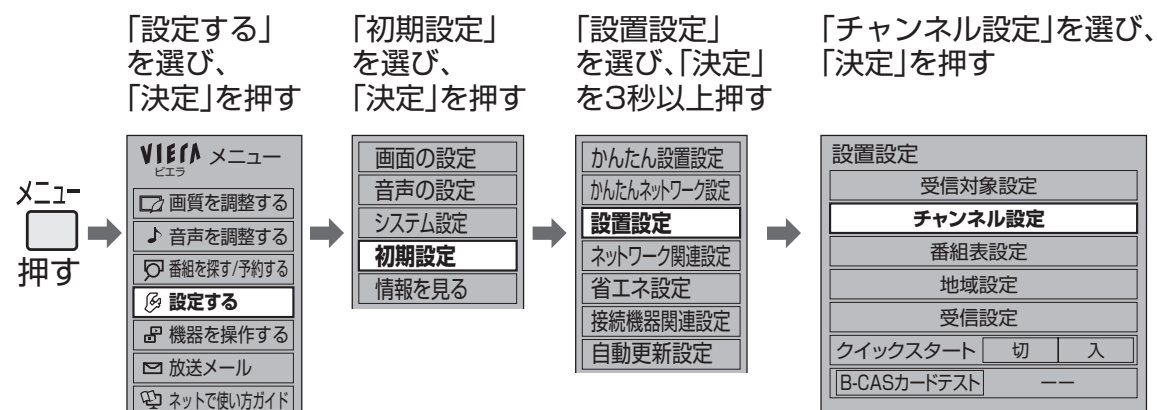 「設定する」
を選び、
「決定」を押す
「初期設定」
を選び、
「決定」を押す
「設置設定」
を選び、「決定」
を3秒以上押す
「チャンネル設定」を選び、
「決定」を押す
メニュー
押す
VIERA メニュー
ビエラ
画質を調整する
音声を調整する
番組を探す/予約する
設定する
機器を操作する
放送メール
ネットで使い方ガイド
画面の設定
音声の設定
システム設定
初期設定
情報を見る
かんたん設置設定
かんたんネットワーク設定
設置設定
ネットワーク関連設定
省エネ設定
接続機器関連設定
自動更新設定
設置設定
受信対象設定
チャンネル設定
番組表設定
地域設定
受信設定
クイックスタート 切 入
B-CASカードテスト −−